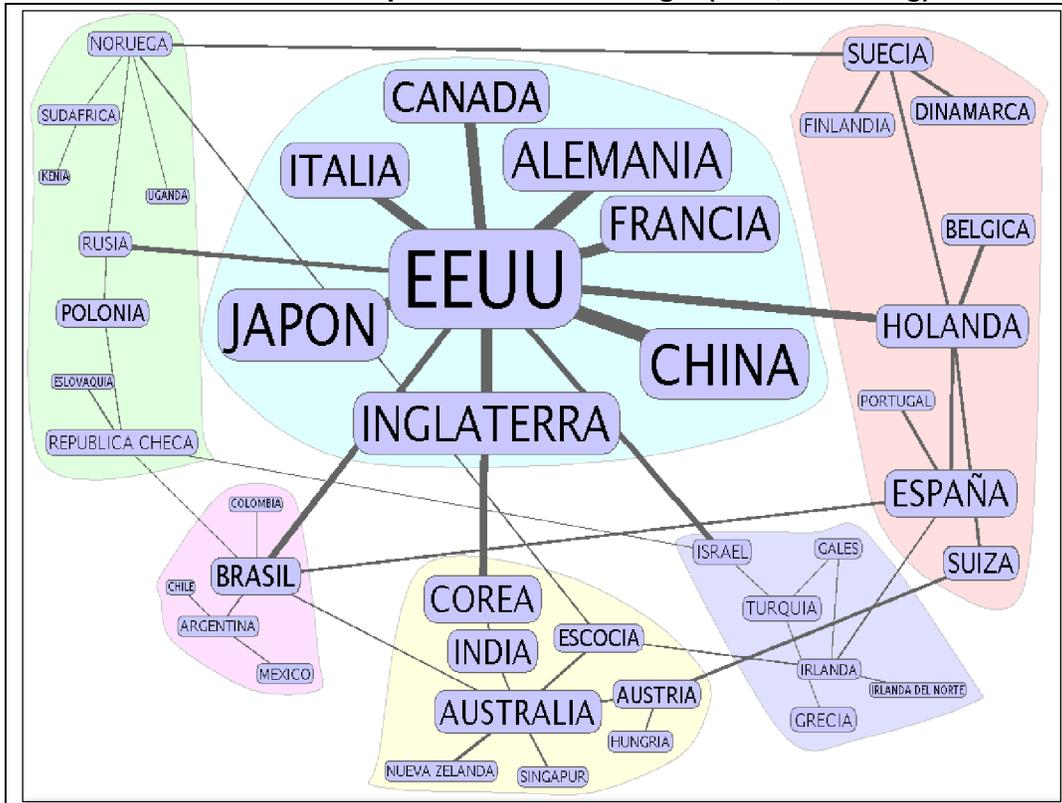 NORUEGA
SUECIA
CANADA
DINAMARCA
SUDAFRICA
FINLANDIA
ITALIA
ALEMANIA
KENIA
UGANDA
FRANCIA
BELGICA
RUSIA
EEUU
POLONIA
JAPON
HOLANDA
CHINA
ESLOVAQUIA
PORTUGAL
INGLATERRA
REPUBLICA CHECA
ESPAÑA
COLOMBIA
ISRAEL
GALES
BRASIL
SUIZA
CHILE
COREA
TURQUIA
ARGENTINA
ESCOCIA
INDIA
MEXICO
IRLANDA
IRLANDA DEL NORTE
AUSTRIA
AUSTRALIA
GRECIA
HUNGRIA
NUEVA ZELANDA
SINGAPUR